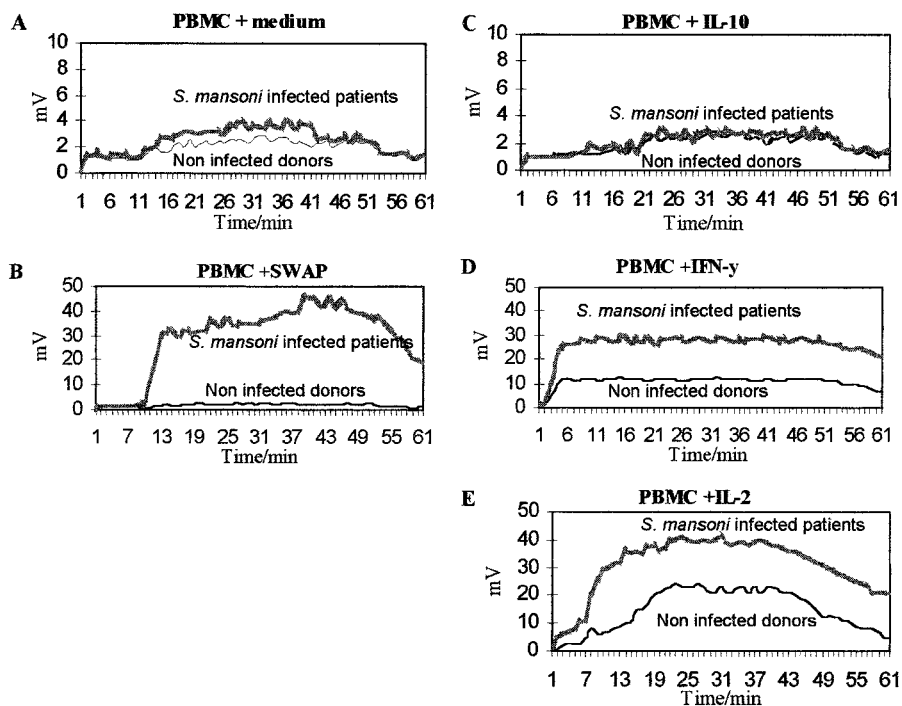 A
PBMC + medium
10
8
6
4
2
0
mV
S. mansoni infected patients
Non infected donors
1 6 11 16 21 26 31 36 41 46 51 56 61
Time/min
B
PBMC +SWAP
50
40
30
20
10
0
mV
S. mansoni infected patients
Non infected donors
1 7 13 19 25 31 37 43 49 55 61
Time/min
C
PBMC + IL-10
10
8
6
4
2
0
mV
S. mansoni infected patients
Non infected donors
1 6 11 16 21 26 31 36 41 46 51 56 61
Time/min
D
PBMC +IFN-y
50
40
30
20
10
0
mV
S. mansoni infected patients
Non infected donors
1 6 11 16 21 26 31 36 41 46 51 56 61
Time/min
E
PBMC +IL-2
50
40
30
20
10
0
mV
S. mansoni infected patients
Non infected donors
1 7 13 19 25 31 37 43 49 55 61
Time/min